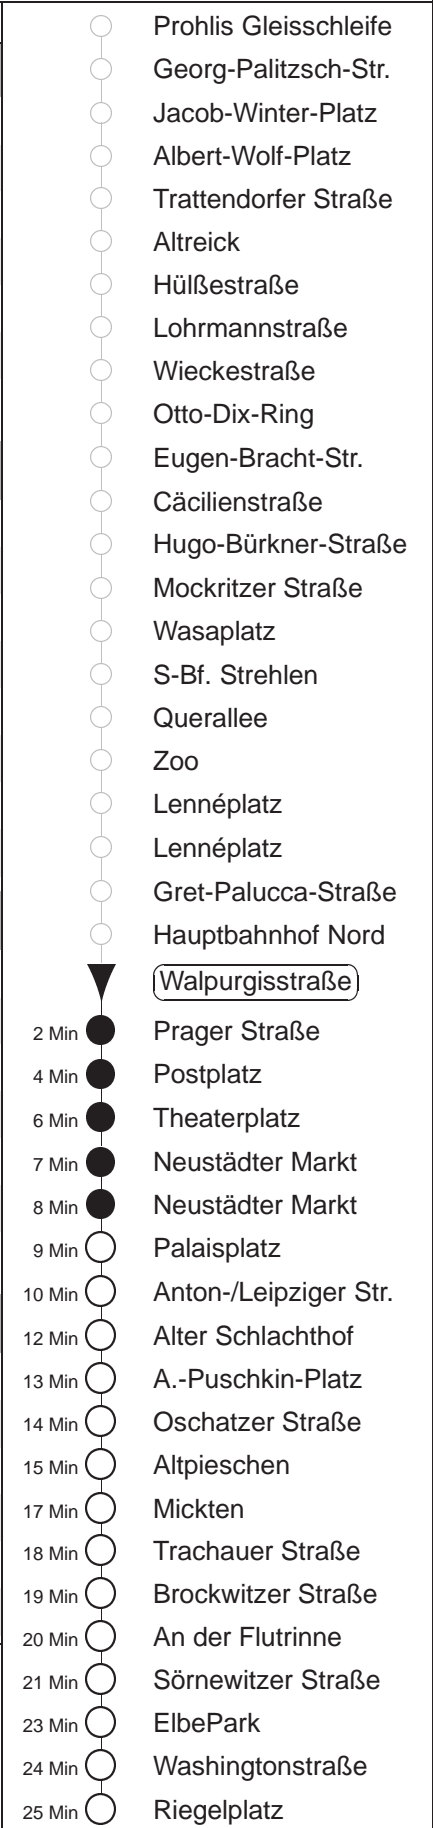 Prohlis Gleisschleife
Georg-Palitzsch-Str.
Jacob-Winter-Platz
Albert-Wolf-Platz
Trattendorfer Straße
Altreick
Hülßestraße
Lohrmannstraße
Wieckestraße
Otto-Dix-Ring
Eugen-Bracht-Str.
Cäcilienstraße
Hugo-Bürkner-Straße
Mockritzer Straße
Wasaplatz
S-Bf. Strehlen
Querallee
Zoo
Lennéplatz
Lennéplatz
Gret-Palucca-Straße
Hauptbahnhof Nord
Walpurgisstraße
2 Min Prager Straße
4 Min Postplatz
6 Min Theaterplatz
7 Min Neustädter Markt
8 Min Neustädter Markt
9 Min Palaisplatz
10 Min Anton-/Leipziger Str.
12 Min Alter Schlachthof
13 Min A.-Puschkin-Platz
14 Min Oschatzer Straße
15 Min Altpieschen
17 Min Mickten
18 Min Trachauer Straße
19 Min Brockwitzer Straße
20 Min An der Flutrinne
21 Min Sörnewitzer Straße
23 Min ElbePark
24 Min Washingtonstraße
25 Min Riegelplatz